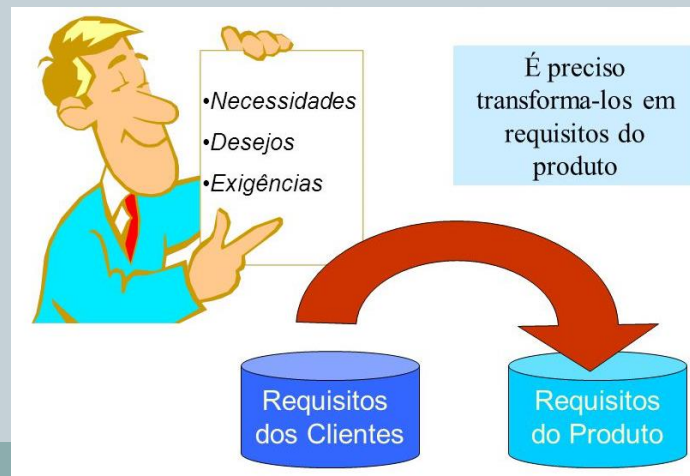 •Necessidades
•Desejos
•Exigências
É preciso
transforma-los em
requisitos do
produto
Requisitos
dos Clientes
Requisitos
do Produto